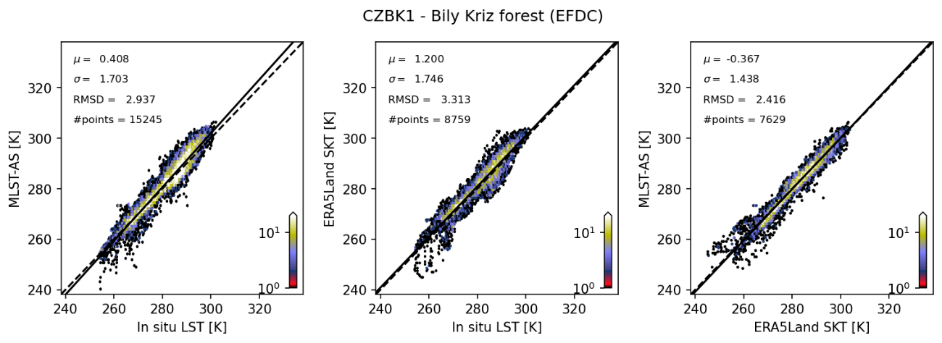 CZBK1 - Bily Kriz forest (EFDC)
μ = 0.408
σ = 1.703
RMSD = 2.937
#points = 15245
MLST-AS [K]
320
300
280
260
240
10¹
10⁰
240 260 280 300 320
In situ LST [K]
μ = 1.200
σ = 1.746
RMSD = 3.313
#points = 8759
ERA5Land SKT [K]
320
300
280
260
240
10¹
10⁰
240 260 280 300 320
In situ LST [K]
μ = -0.367
σ = 1.438
RMSD = 2.416
#points = 7629
MLST-AS [K]
320
300
280
260
240
10¹
10⁰
240 260 280 300 320
ERA5Land SKT [K]